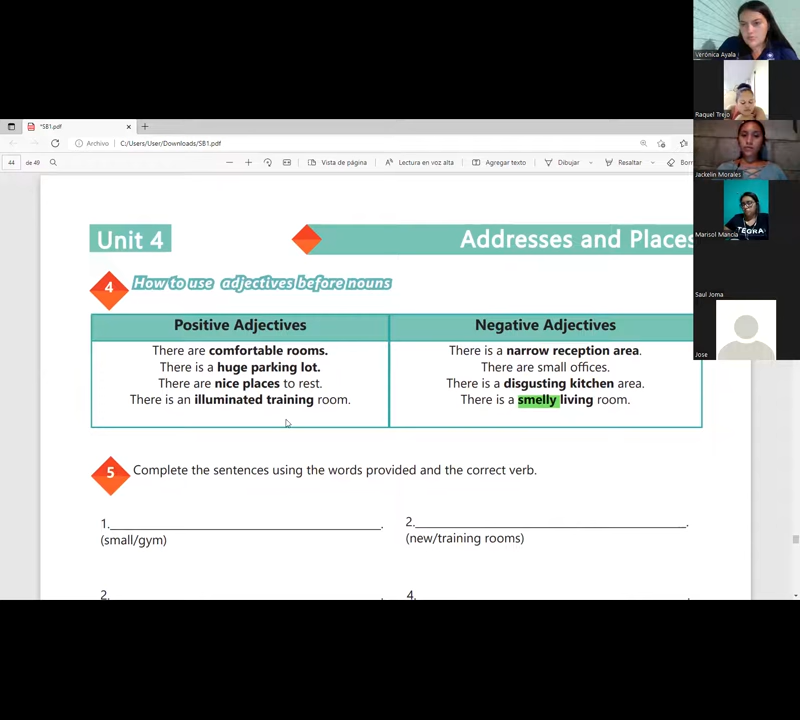 *SB1.pdf
Archivo
C:/Users/User/Downloads/SB1.pdf
44
de 49
Vista de página
Lectura en voz alta
Agregar texto
Dibujar
Resaltar
Unit 4
Addresses and Places
4
How to use adjectives before nouns
Positive Adjectives
There are comfortable rooms.
There is a huge parking lot.
There are nice places to rest.
There is an illuminated training room.
Negative Adjectives
There is a narrow reception area.
There are small offices.
There is a disgusting kitchen area.
There is a smelly living room.
5
Complete the sentences using the words provided and the correct verb.
1.______________________________.
(small/gym)
2.______________________________.
(new/training rooms)
2.
4.
Verónica Ayala
Raquel Trejo
Jackelin Morales
Marisol Mancia
Saul Joma
Jose